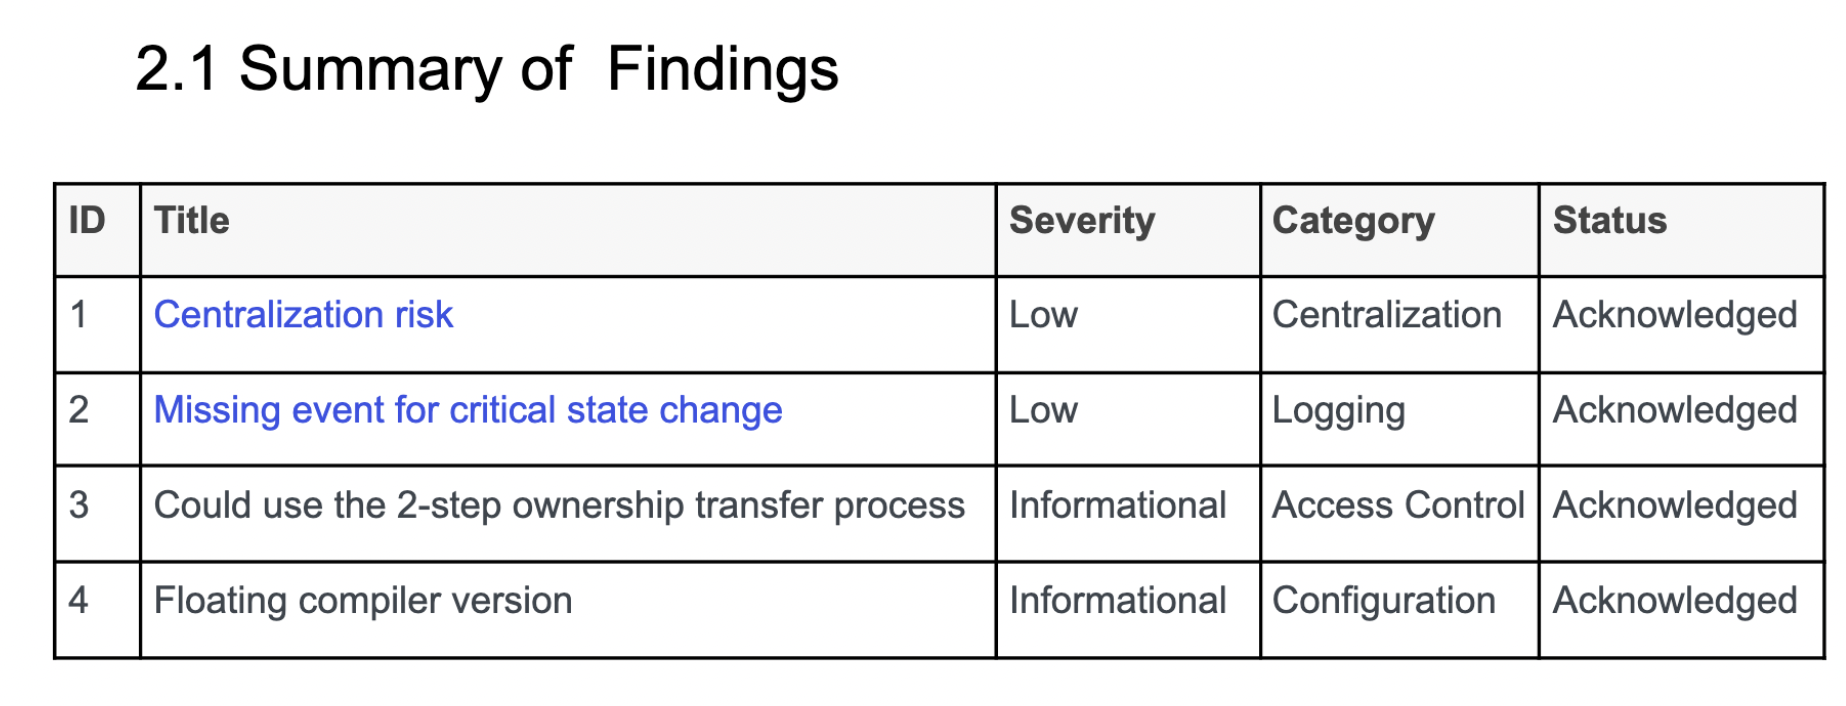 2.1 Summary of  Findings
ID Title Severity Category Status
1 Centralization risk Low Centralization Acknowledged
2 Missing event for critical state change Low Logging Acknowledged
3 Could use the 2-step ownership transfer process Informational Access Control Acknowledged
4 Floating compiler version Informational Configuration Acknowledged